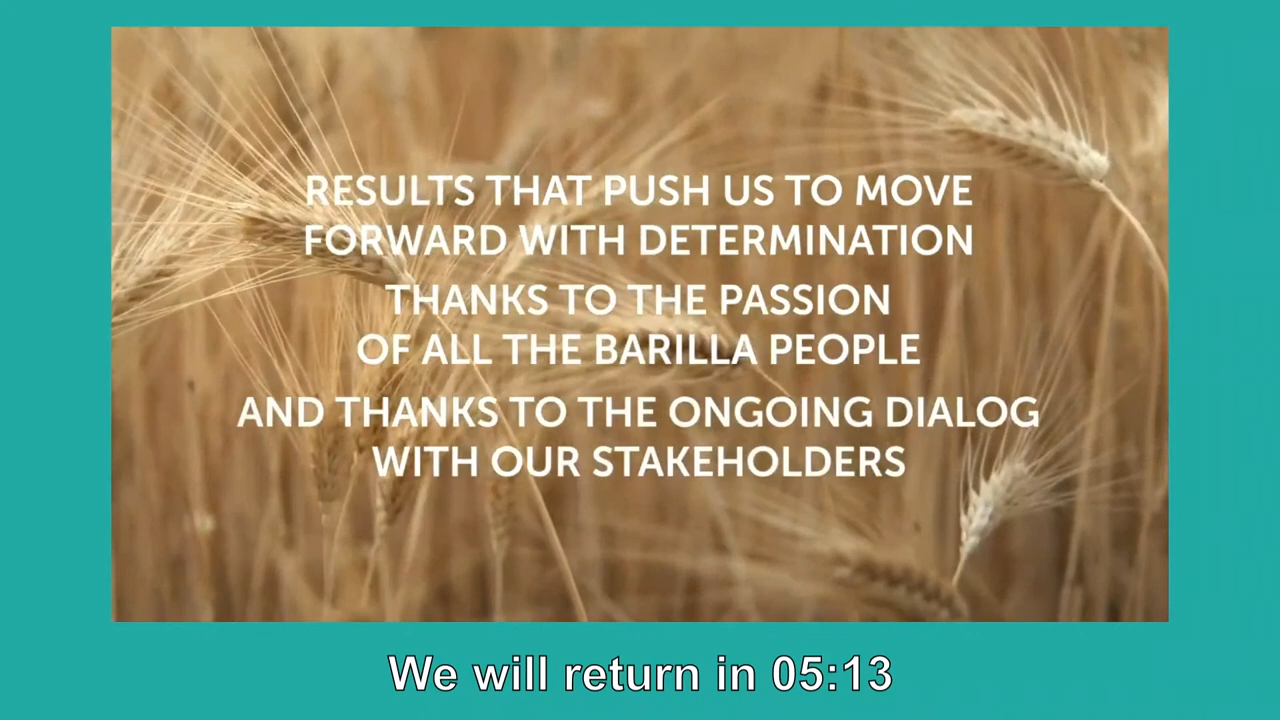 RESULTS THAT PUSH US TO MOVE
FORWARD WITH DETERMINATION
THANKS TO THE PASSION
OF ALL THE BARILLA PEOPLE
AND THANKS TO THE ONGOING DIALOG
WITH OUR STAKEHOLDERS
We will return in 05:13